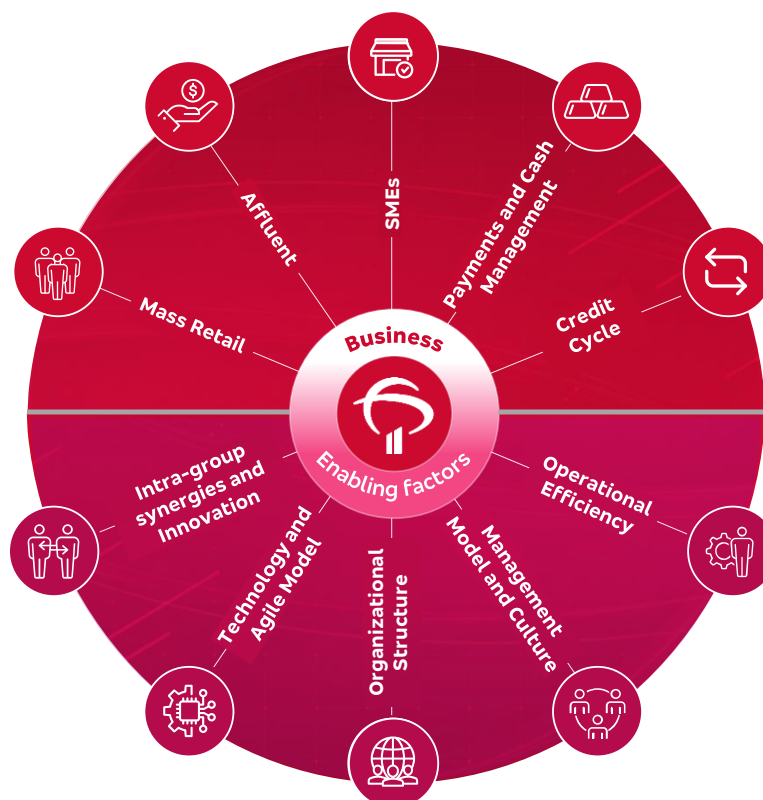 SMEs
Affluent
Payments and Cash
Management
Mass Retail
Credit
Cycle
Business
$
Enabling factors
Intra-group
synergies and
Innovation
Operational
Efficiency
Technology and
Agile Model
Organizational
Structure
Management
Model and Culture